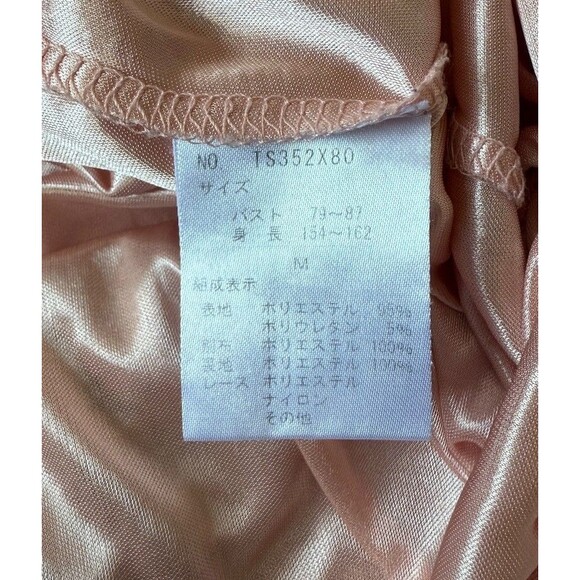 NO TS352X80
サイズ
バスト 79～87
身長 154～162
M
組成表示
表地 ポリエステル 95%
ポリウレタン 5%
別布 ポリエステル 100%
裏地 ポリエステル 100%
レース ポリエステル
ナイロン
その他